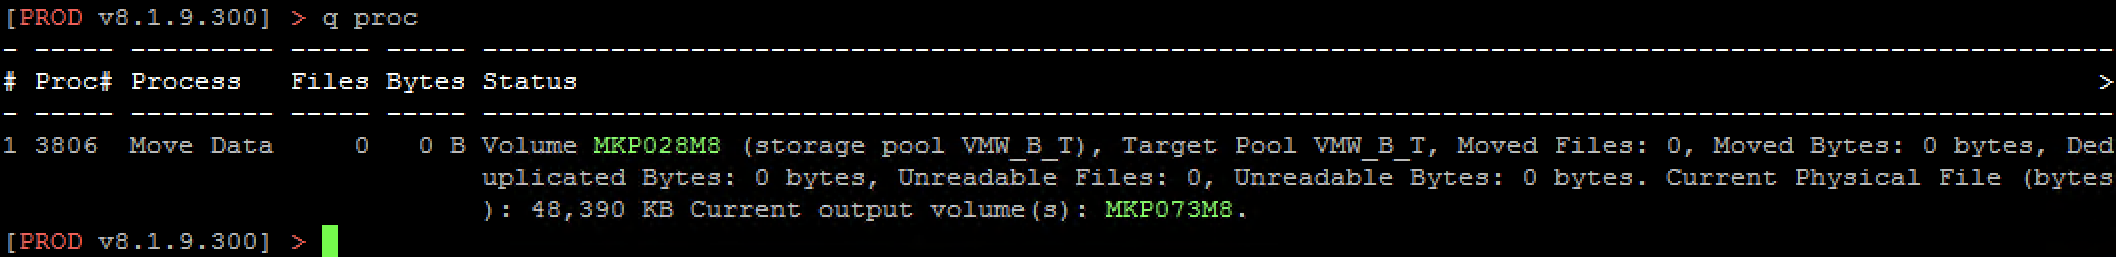 [PROD v8.1.9.300] > q proc
- ----- --------- ----- ----- ------------------------------------------------------------------------------------------------------
# Proc# Process   Files Bytes Status                                                                                               >
- ----- --------- ----- ----- ------------------------------------------------------------------------------------------------------
1 3806  Move Data     0   0 B Volume MKP028M8 (storage pool VMW_B_T), Target Pool VMW_B_T, Moved Files: 0, Moved Bytes: 0 bytes, Ded
                              uplicated Bytes: 0 bytes, Unreadable Files: 0, Unreadable Bytes: 0 bytes. Current Physical File (bytes
                              ): 48,390 KB Current output volume(s): MKP073M8.
[PROD v8.1.9.300] >